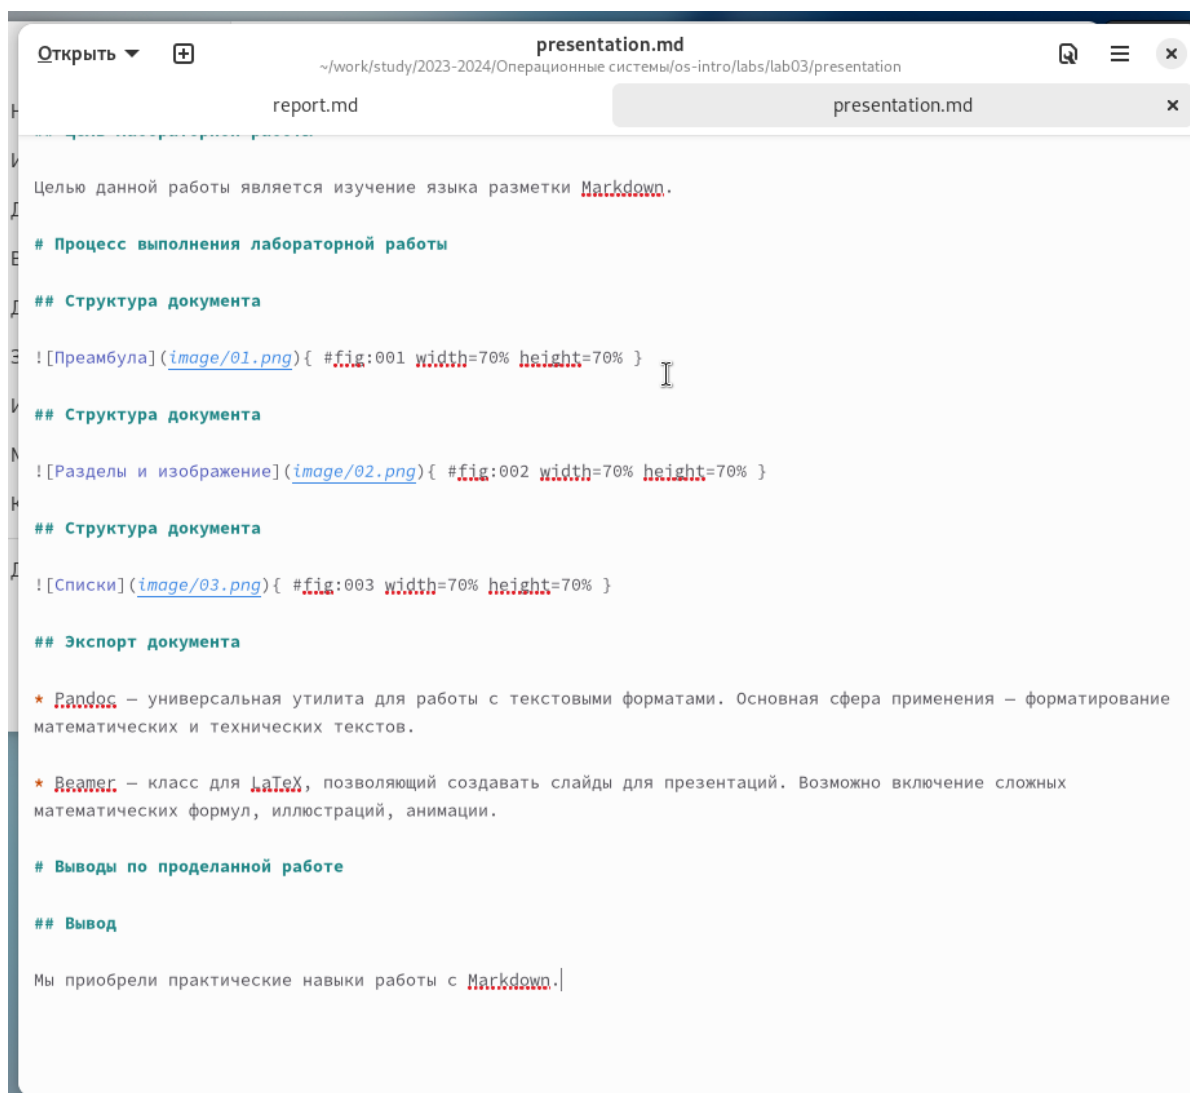 Открыть
presentation.md
~/work/study/2023-2024/Операционные системы/os-intro/labs/lab03/presentation
report.md
presentation.md
## Цель лабораторной работы
Целью данной работы является изучение языка разметки Markdown.
# Процесс выполнения лабораторной работы
## Структура документа
![Преамбула](image/01.png){ #fig:001 width=70% height=70% }
## Структура документа
![Разделы и изображение](image/02.png){ #fig:002 width=70% height=70% }
## Структура документа
![Списки](image/03.png){ #fig:003 width=70% height=70% }
## Экспорт документа
* Pandoc — универсальная утилита для работы с текстовыми форматами. Основная сфера применения — форматирование
математических и технических текстов.
* Beamer — класс для LaTeX, позволяющий создавать слайды для презентаций. Возможно включение сложных
математических формул, иллюстраций, анимации.
# Выводы по проделанной работе
## Вывод
Мы приобрели практические навыки работы с Markdown.